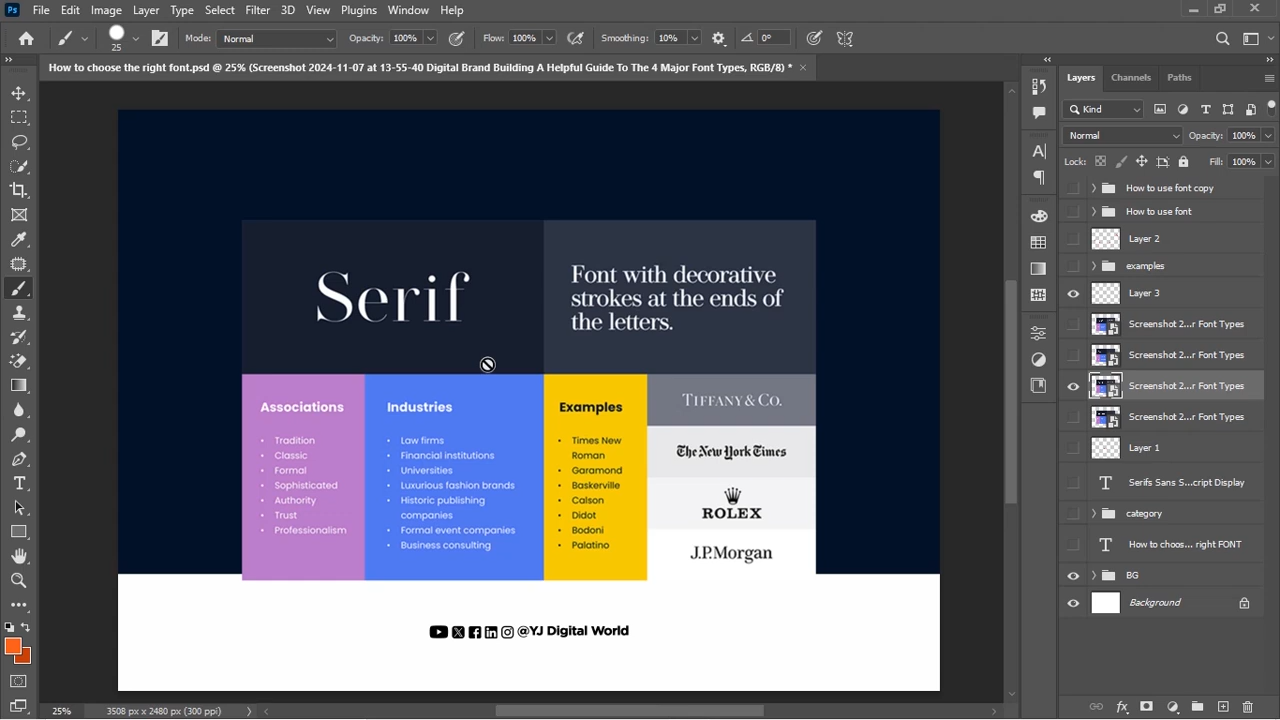 Ps File Edit Image Layer Type Select Filter 3D View Plugins Window Help
25 Mode: Normal Opacity: 100% Flow: 100% Smoothing: 10% 0°
How to choose the right font.psd @ 25% (Screenshot 2024-11-07 at 13-55-40 Digital Brand Building A Helpful Guide To The 4 Major Font Types, RGB/8) *
Layers Channels Paths
Kind
Normal Opacity: 100%
Lock: Fill: 100%
How to use font copy
How to use font
Layer 2
examples
Layer 3
Screenshot 2...r Font Types
Screenshot 2...r Font Types
Screenshot 2...r Font Types
Screenshot 2...r Font Types
Layer 1
Serifs Sans S...cript Display
category
How to choos... right FONT
BG
Background
Serif
Font with decorative
strokes at the ends of
the letters.
Associations
• Tradition
• Classic
• Formal
• Sophisticated
• Authority
• Trust
• Professionalism
Industries
• Law firms
• Financial institutions
• Universities
• Luxurious fashion brands
• Historic publishing
companies
• Formal event companies
• Business consulting
Examples
• Times New
Roman
• Garamond
• Baskerville
• Calson
• Didot
• Bodoni
• Palatino
TIFFANY & CO.
The New York Times
ROLEX
J.P.Morgan
@YJ Digital World
25% 3508 px x 2480 px (300 ppi)